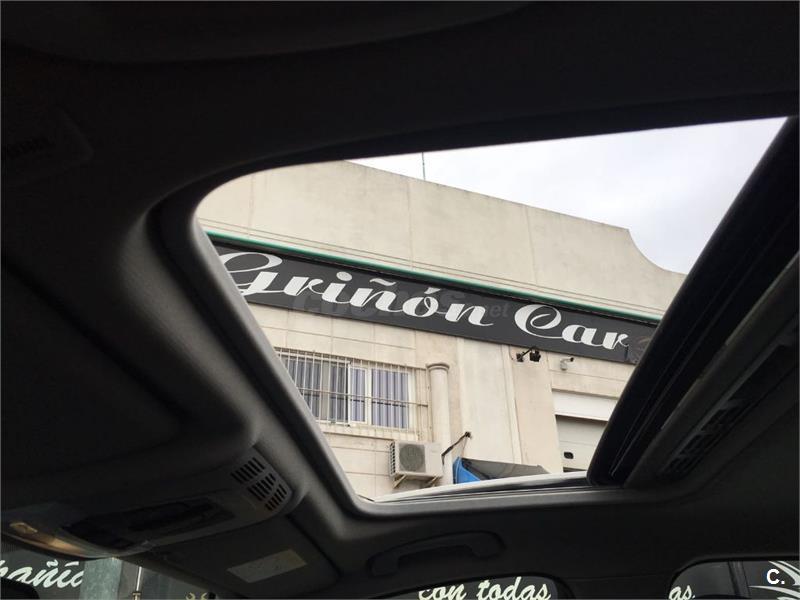 Griñón Car
con todas
C.